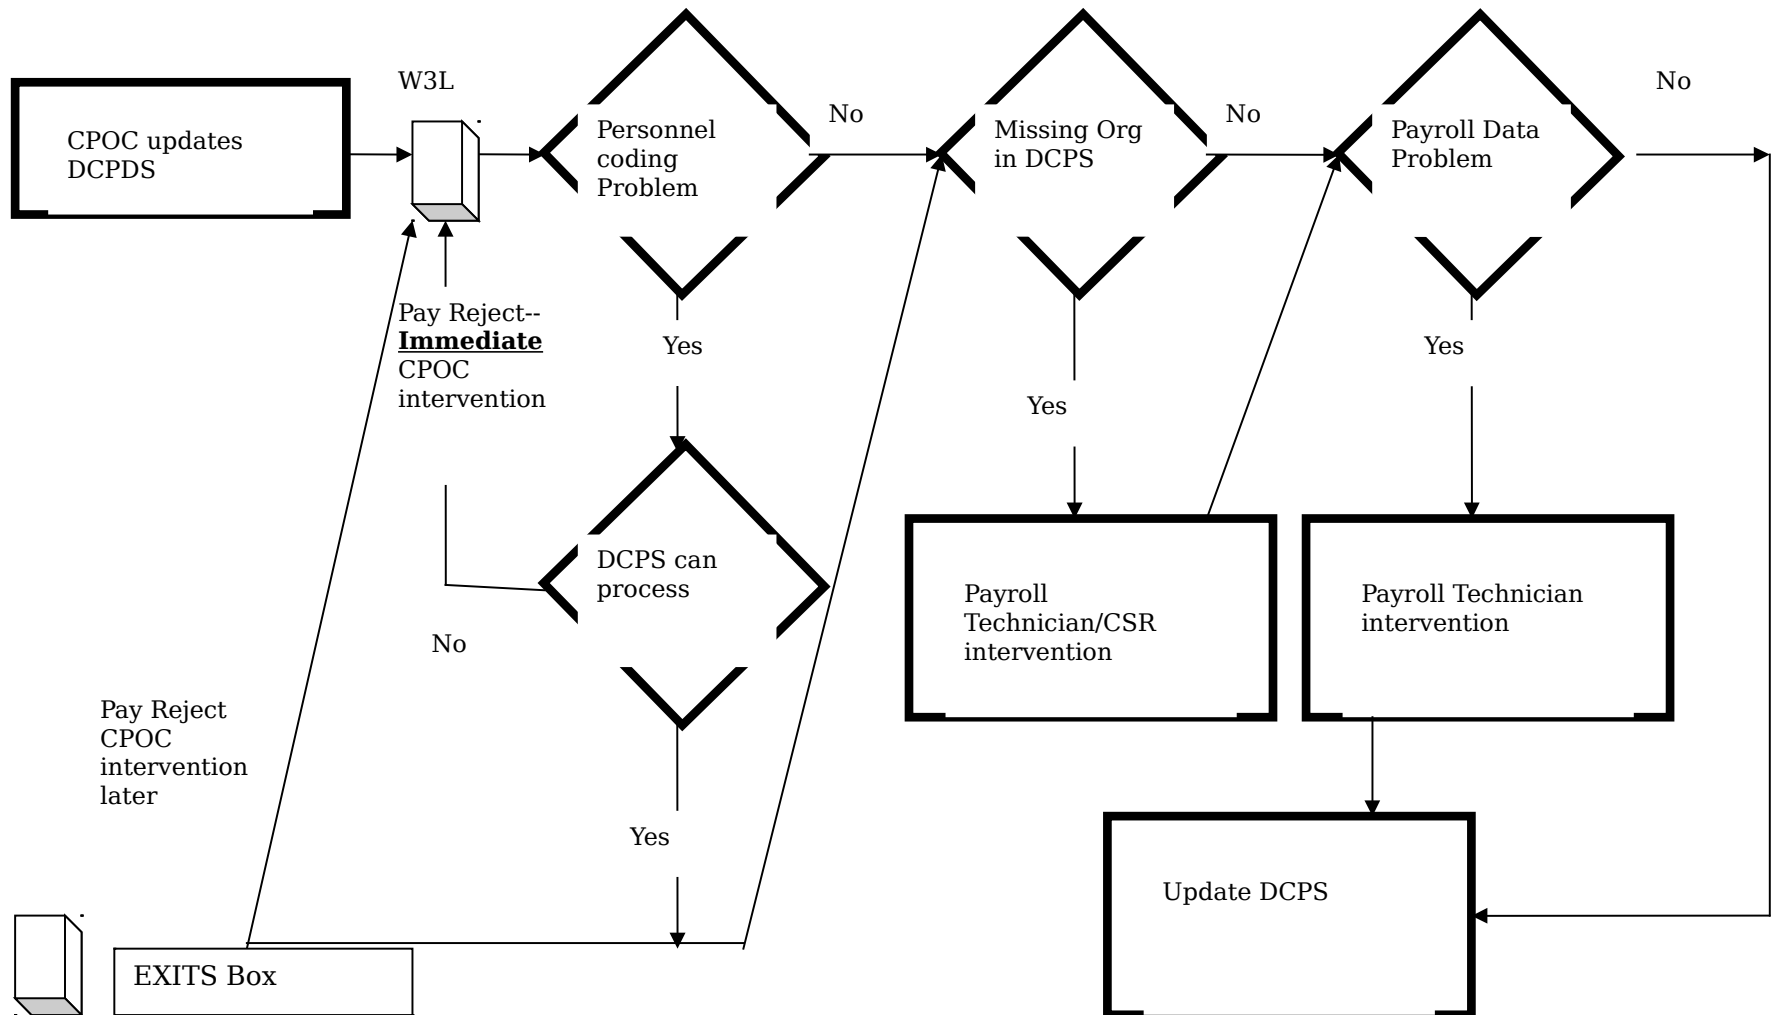 W3L
No
CPOC updates
DCPDS
Personnel
coding
Problem
No
Missing Org
in DCPS
No
Payroll Data
Problem
Pay Reject--
Immediate
CPOC
intervention
Yes
Yes
Yes
DCPS can
process
No
Payroll
Technician/CSR
intervention
Payroll Technician
intervention
Pay Reject
CPOC
intervention
later
Yes
Update DCPS
EXITS Box